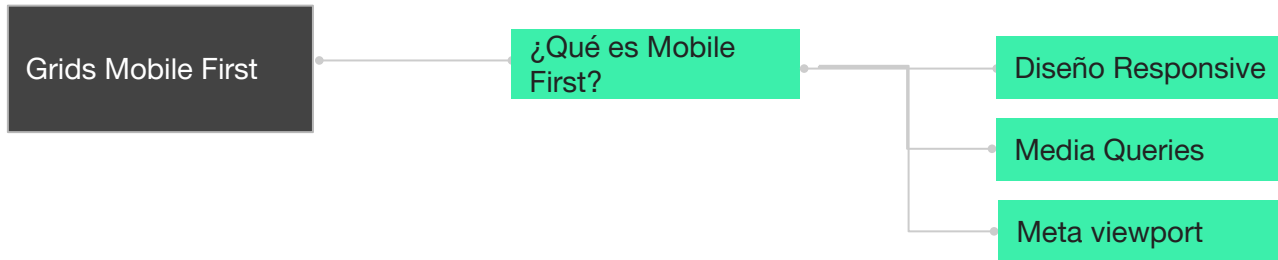 Grids Mobile First
¿Qué es Mobile
First?
Diseño Responsive
Media Queries
Meta viewport